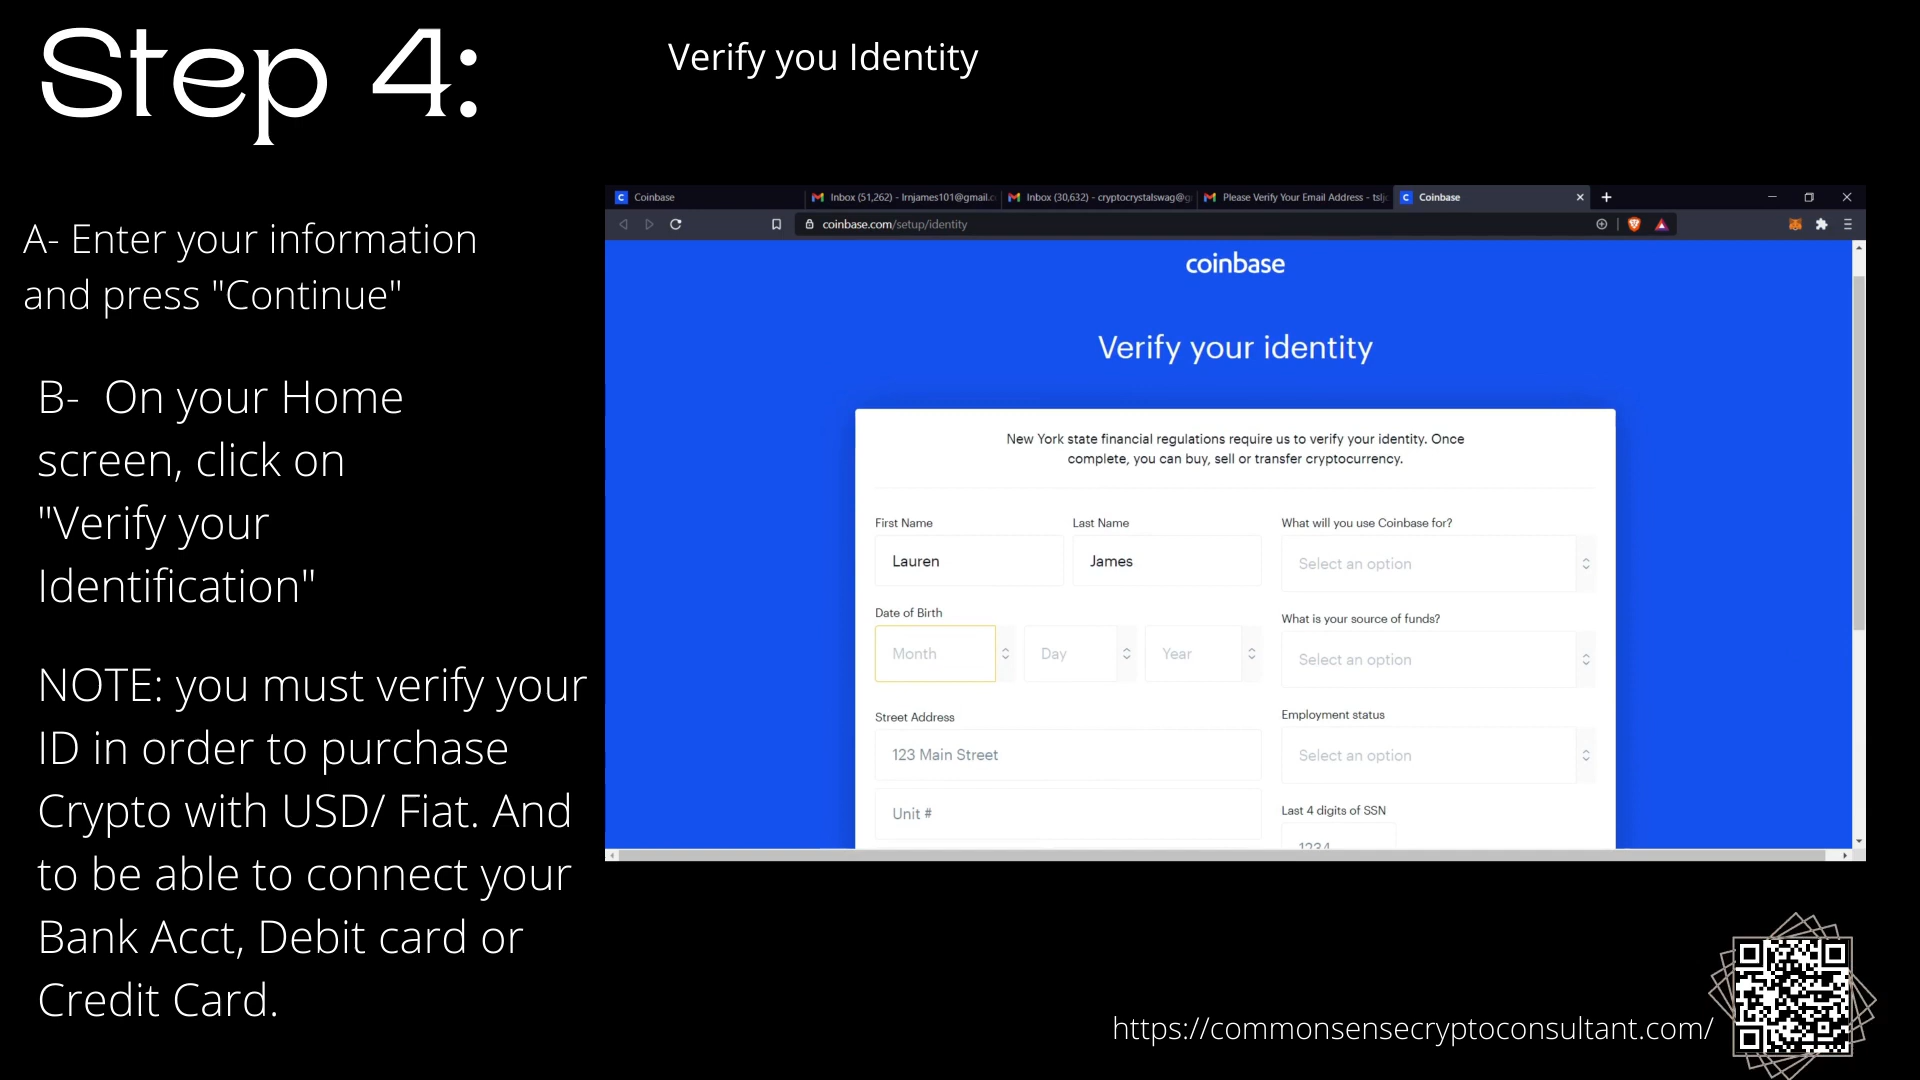 Step 4:
Verify you Identity
A- Enter your information
and press "Continue"
B-  On your Home
screen, click on
"Verify your
Identification"
NOTE: you must verify your
ID in order to purchase
Crypto with USD/ Fiat. And
to be able to connect your
Bank Acct, Debit card or
Credit Card.
Coinbase
Inbox (51,262) - lrnjames101@gmail.c
Inbox (30,632) - cryptocrystalswag@g
Please Verify Your Email Address - tslj
Coinbase
coinbase.com/setup/identity
coinbase
Verify your identity
New York state financial regulations require us to verify your identity. Once
complete, you can buy, sell or transfer cryptocurrency.
First Name
Last Name
Lauren
James
Date of Birth
Month
Day
Year
Street Address
123 Main Street
Unit #
What will you use Coinbase for?
Select an option
What is your source of funds?
Select an option
Employment status
Select an option
Last 4 digits of SSN
1234
https://commonsensecryptoconsultant.com/